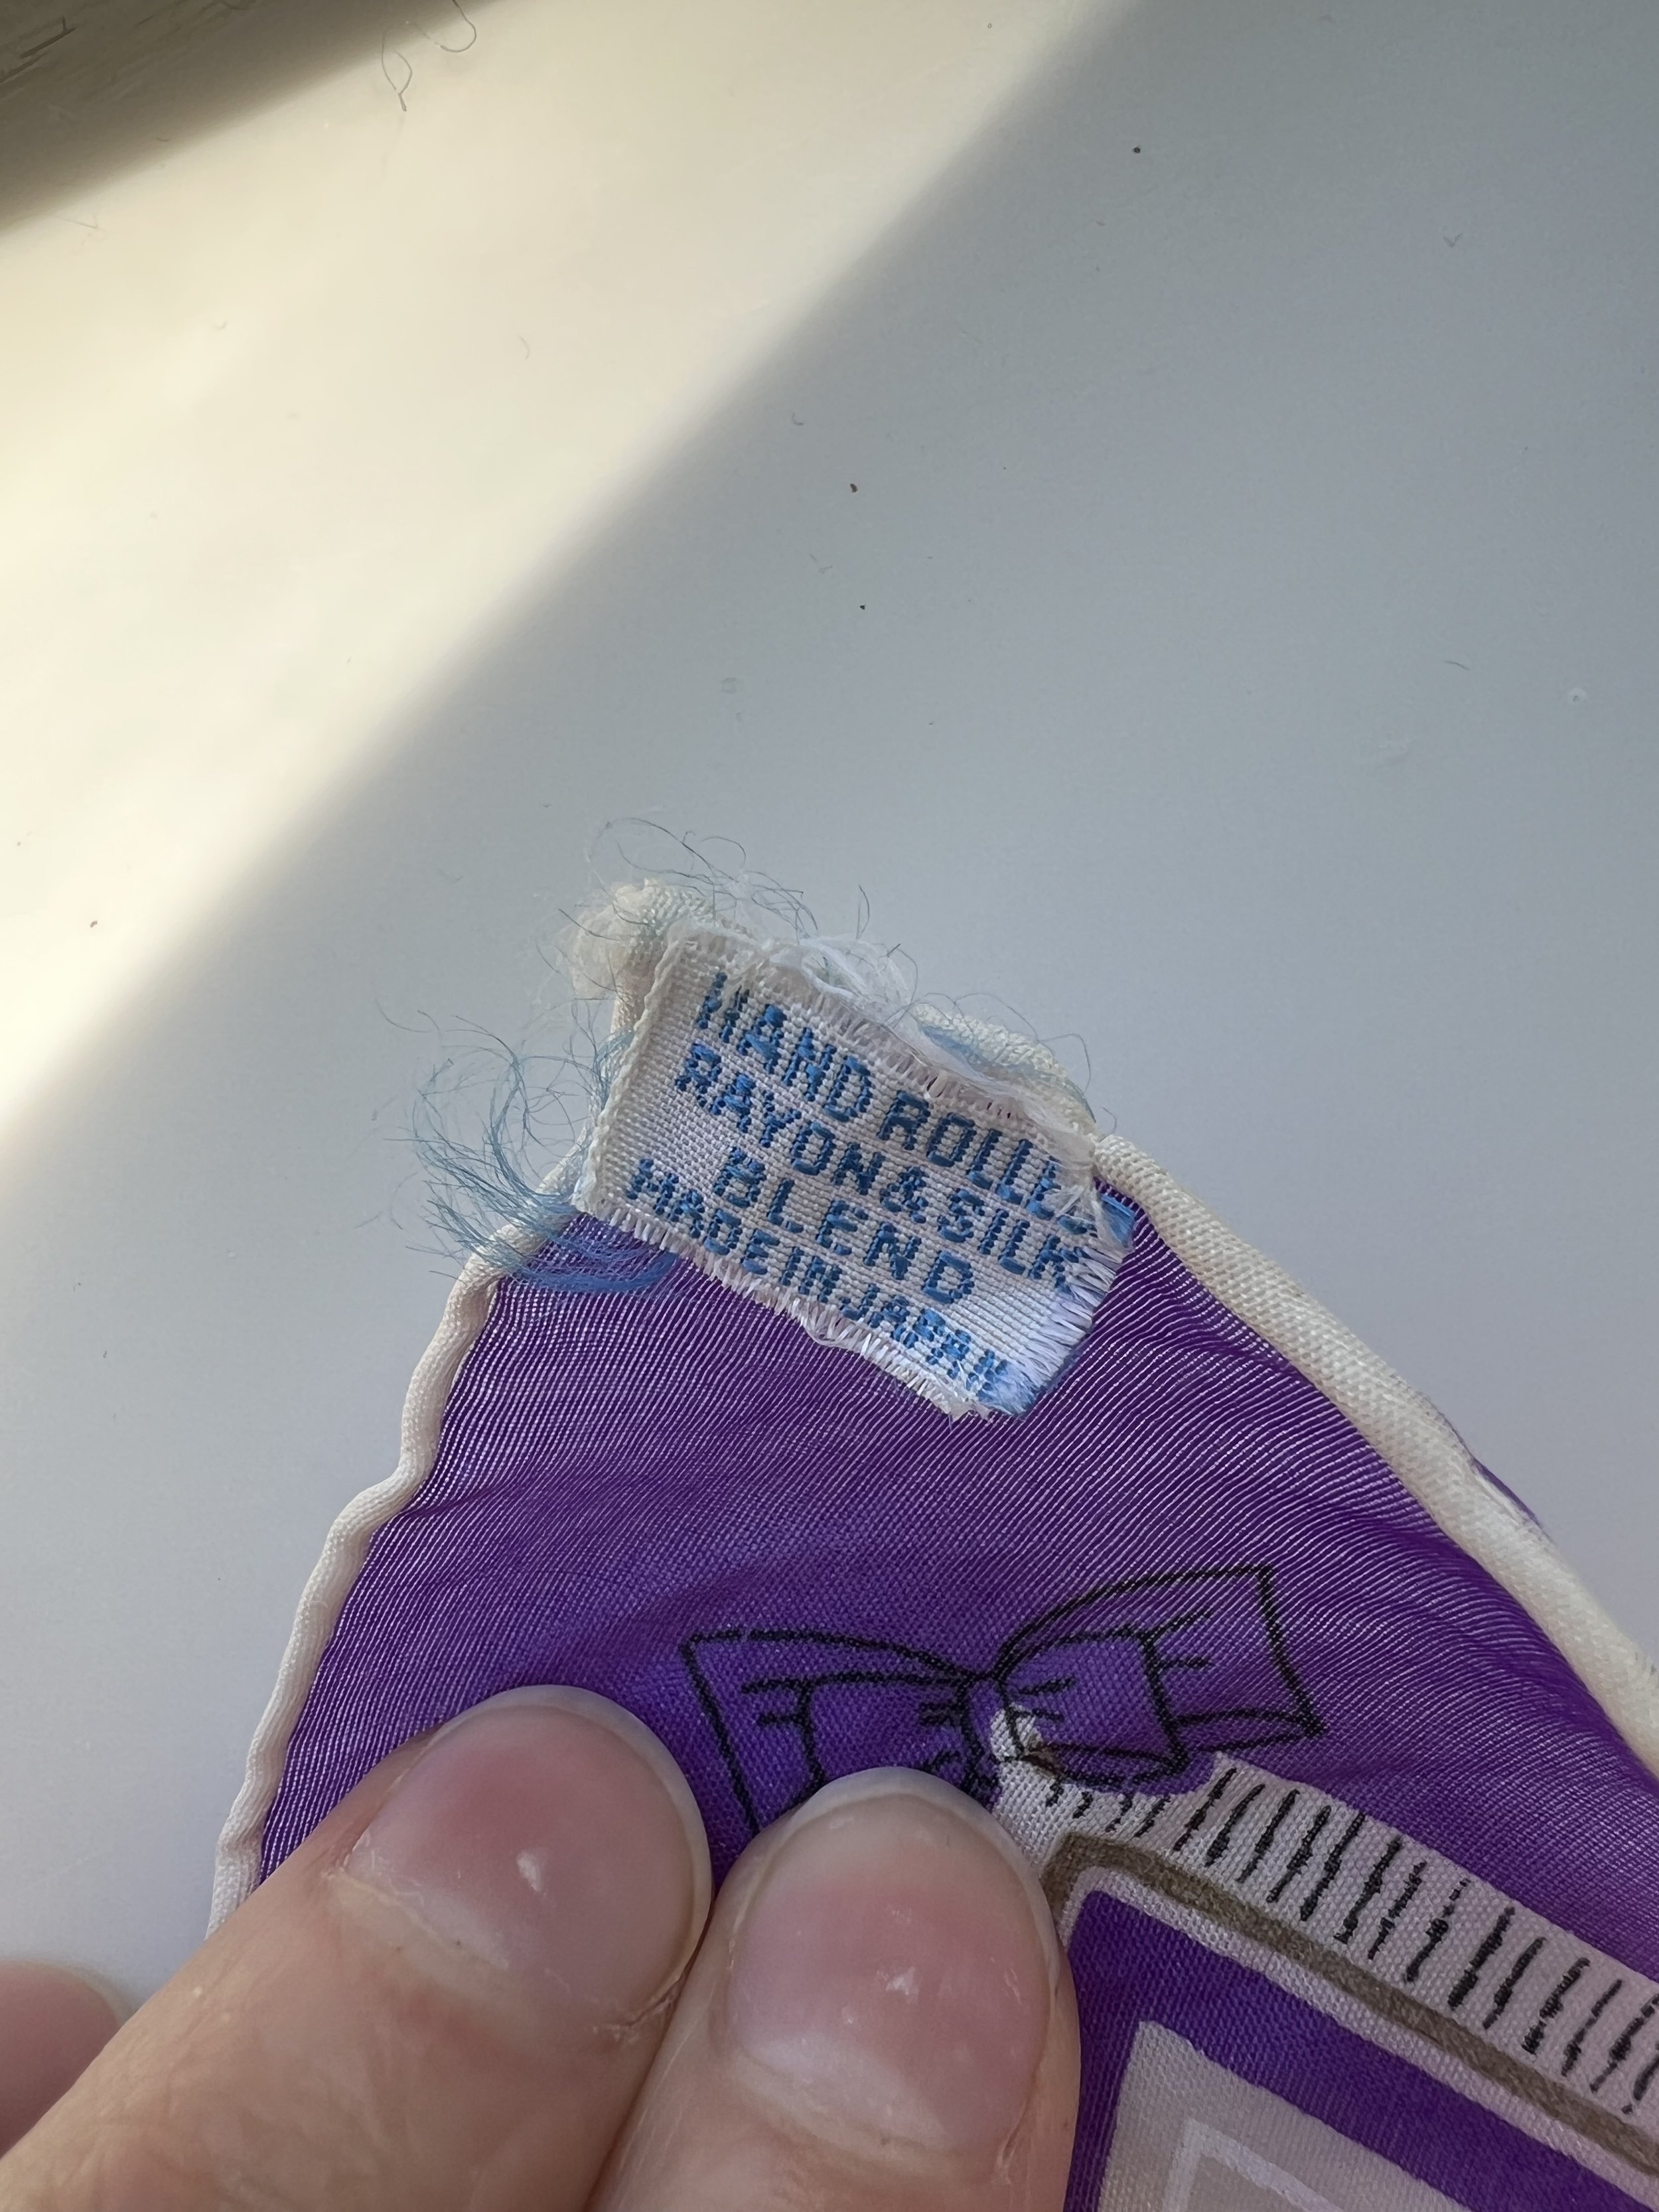 HAND ROLLED
RAYON&SILK
BLEND
MADE IN JAPAN